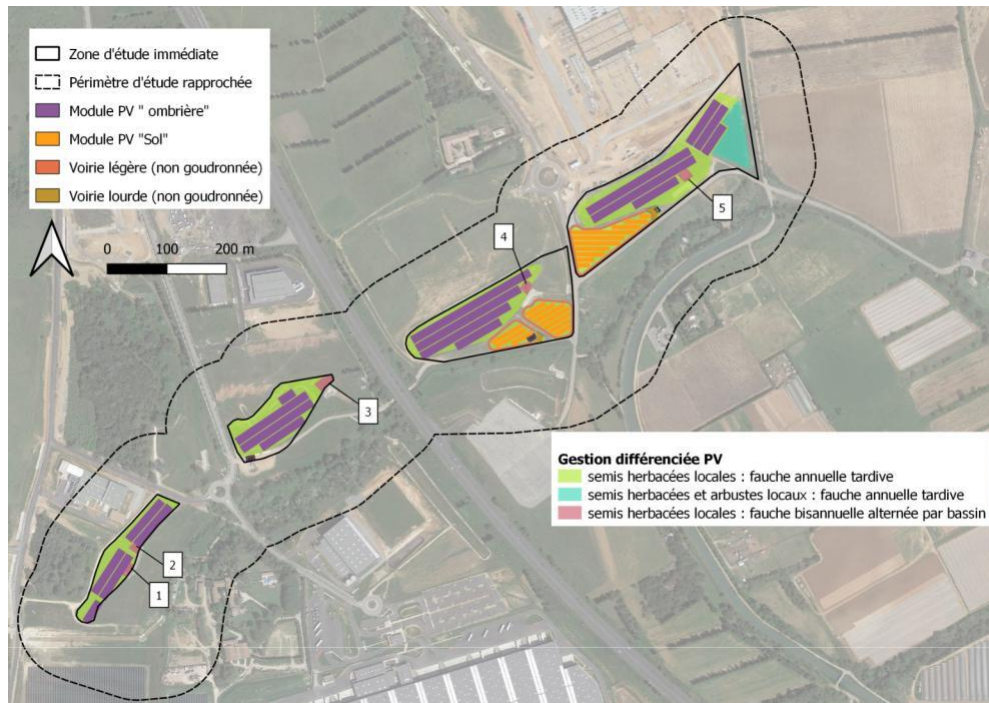 Zone d'étude immédiate
Périmètre d'étude rapprochée
Module PV " ombrière"
Module PV "Sol"
Voirie légère (non goudronnée)
Voirie lourde (non goudronnée)
0 100 200 m
5
4
3
2
1
Gestion différenciée PV
semis herbacées locales : fauche annuelle tardive
semis herbacées et arbustes locaux : fauche annuelle tardive
semis herbacées locales : fauche bisannuelle alternée par bassin